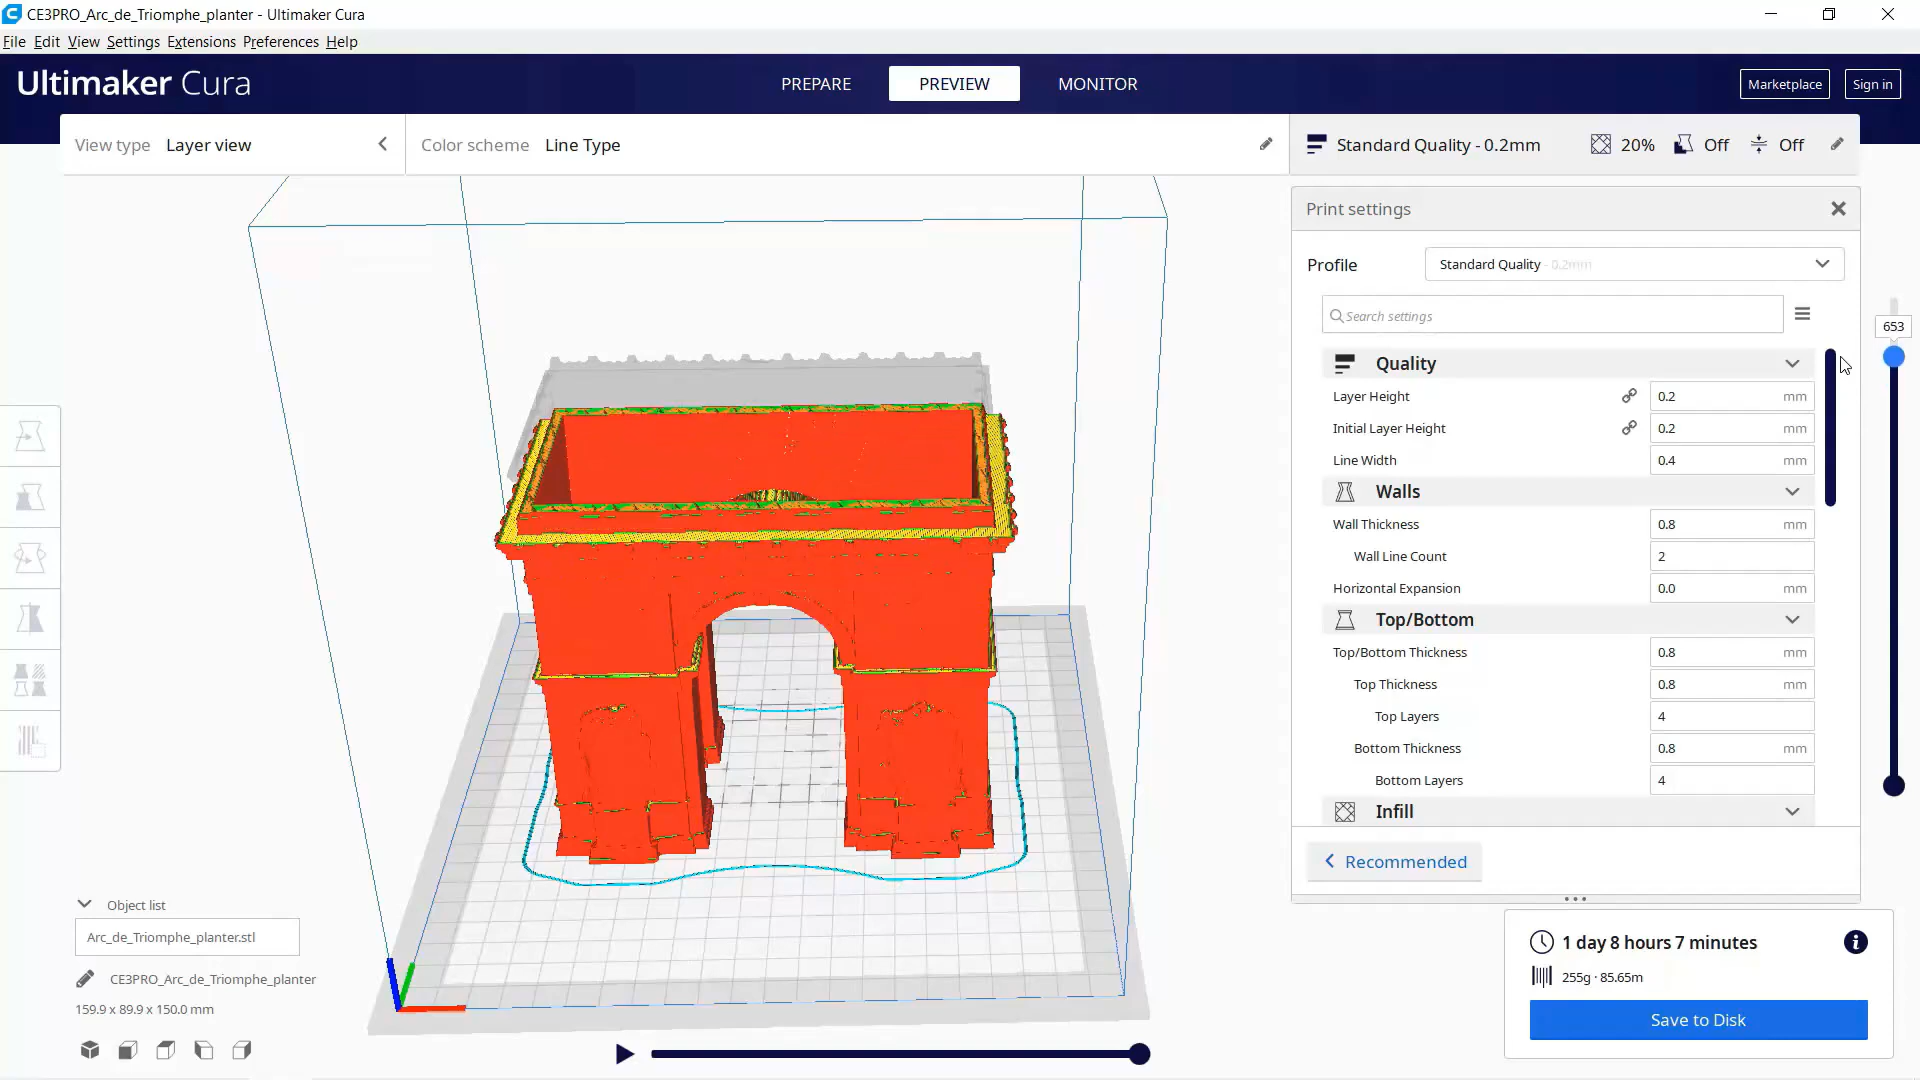 CE3PRO_Arc_de_Triomphe_planter - Ultimaker Cura
File Edit View Settings Extensions Preferences Help
Ultimaker Cura
PREPARE
PREVIEW
MONITOR
Marketplace
Sign in
View type Layer view
Color scheme Line Type
Standard Quality - 0.2mm
20%
Off
Off
Print settings
Profile
Standard Quality - 0.2mm
Search settings
653
Quality
Layer Height 0.2 mm
Initial Layer Height 0.2 mm
Line Width 0.4 mm
Walls
Wall Thickness 0.8 mm
Wall Line Count 2
Horizontal Expansion 0.0 mm
Top/Bottom
Top/Bottom Thickness 0.8 mm
Top Thickness 0.8 mm
Top Layers 4
Bottom Thickness 0.8 mm
Bottom Layers 4
Infill
Recommended
Object list
Arc_de_Triomphe_planter.stl
CE3PRO_Arc_de_Triomphe_planter
159.9 x 89.9 x 150.0 mm
1 day 8 hours 7 minutes
255g · 85.65m
Save to Disk